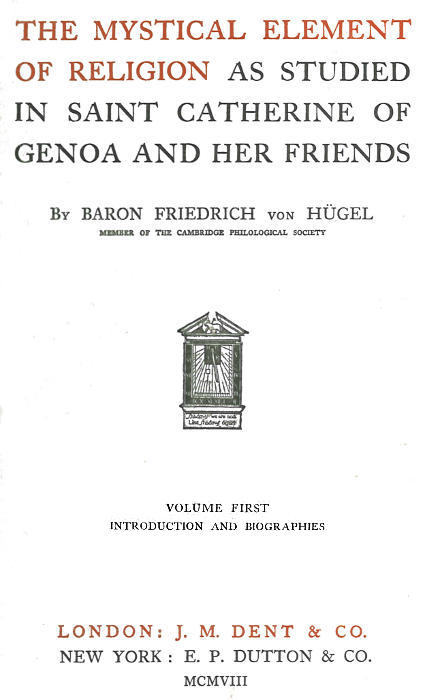 THE MYSTICAL ELEMENT
OF RELIGION AS STUDIED
IN SAINT CATHERINE OF
GENOA AND HER FRIENDS
By BARON FRIEDRICH von HÜGEL
MEMBER OF THE CAMBRIDGE PHILOLOGICAL SOCIETY
VOLUME FIRST
INTRODUCTION AND BIOGRAPHIES
LONDON: J. M. DENT & CO.
NEW YORK: E. P. DUTTON & CO.
MCMVIII